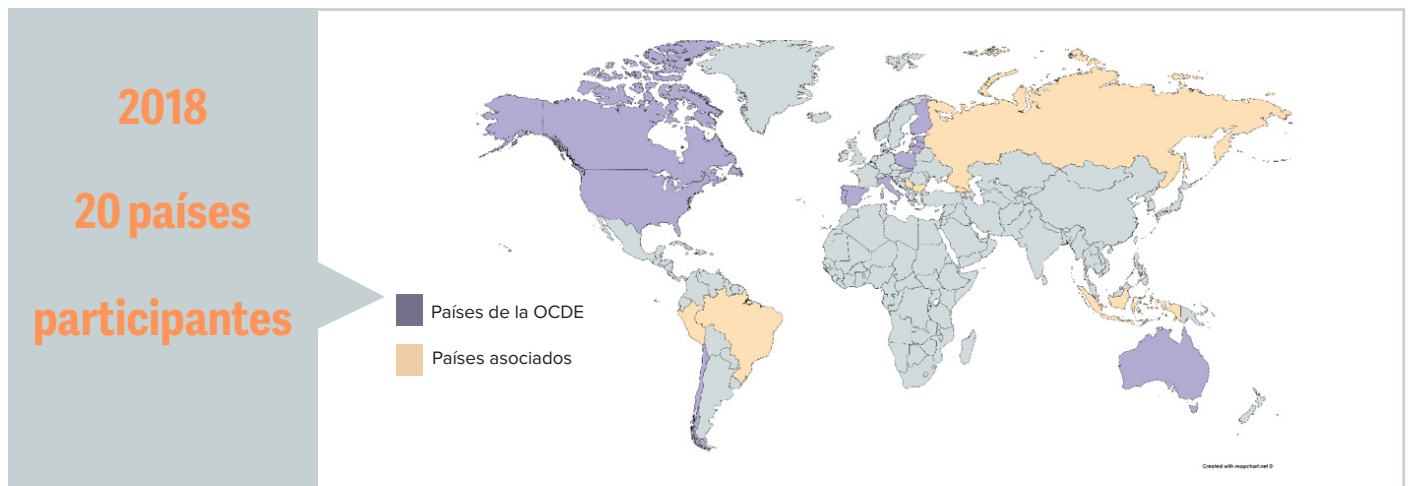 2018
20 países
participantes
Países de la OCDE
Países asociados
Created with mapchart.net ©